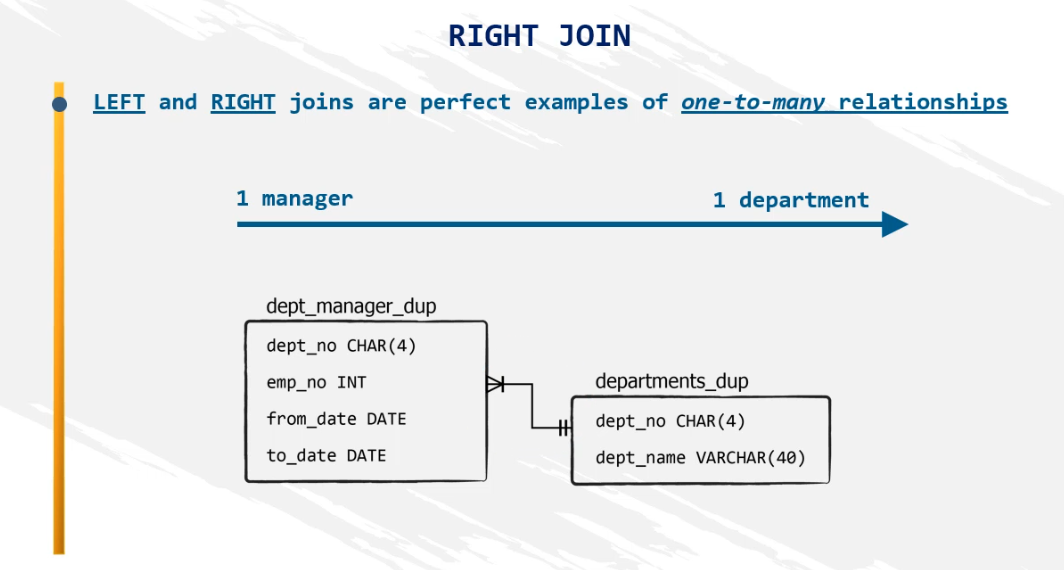 RIGHT JOIN
LEFT and RIGHT joins are perfect examples of one-to-many relationships
1 manager
1 department
dept_manager_dup
dept_no CHAR(4)
emp_no INT
from_date DATE
to_date DATE
departments_dup
dept_no CHAR(4)
dept_name VARCHAR(40)